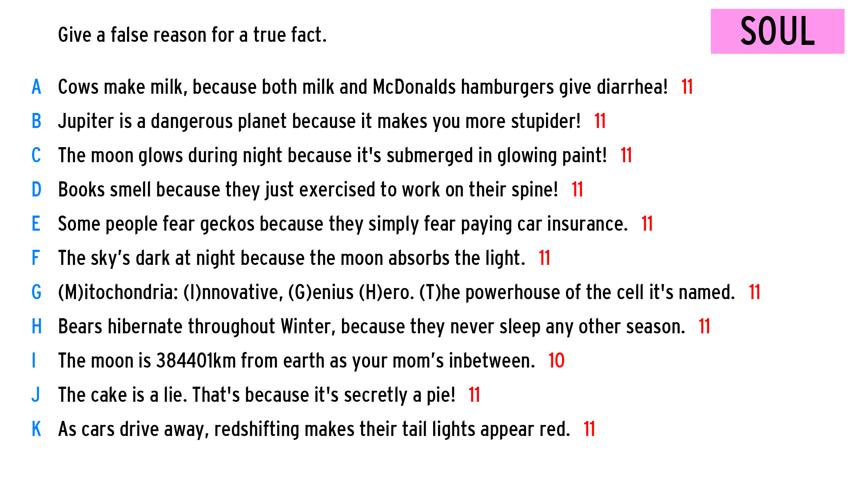 Give a false reason for a true fact.
SOUL
A Cows make milk, because both milk and McDonalds hamburgers give diarrhea! 11
B Jupiter is a dangerous planet because it makes you more stupider! 11
C The moon glows during night because it's submerged in glowing paint! 11
D Books smell because they just exercised to work on their spine! 11
E Some people fear geckos because they simply fear paying car insurance. 11
F The sky’s dark at night because the moon absorbs the light. 11
G (M)itochondria: (I)nnovative, (G)enius (H)ero. (T)he powerhouse of the cell it's named. 11
H Bears hibernate throughout Winter, because they never sleep any other season. 11
I The moon is 384401km from earth as your mom’s inbetween. 10
J The cake is a lie. That's because it's secretly a pie! 11
K As cars drive away, redshifting makes their tail lights appear red. 11